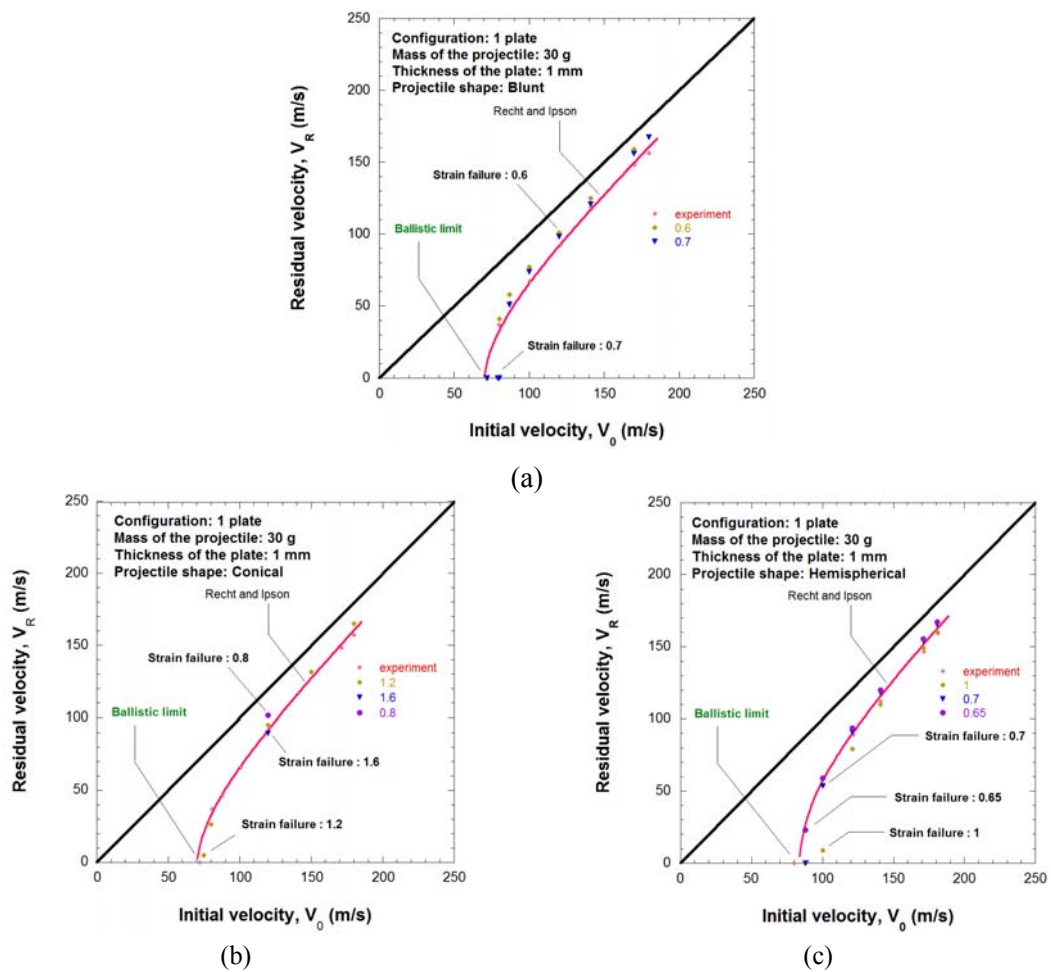 250
200
150
100
50
0
Residual velocity, V_R (m/s)
Configuration: 1 plate
Mass of the projectile: 30 g
Thickness of the plate: 1 mm
Projectile shape: Blunt
Recht and Ipson
Strain failure : 0.6
Ballistic limit
experiment
0.6
0.7
Strain failure : 0.7
0 50 100 150 200 250
Initial velocity, V_0 (m/s)
(a)
250
200
150
100
50
0
Residual velocity, V_R (m/s)
Configuration: 1 plate
Mass of the projectile: 30 g
Thickness of the plate: 1 mm
Projectile shape: Conical
Recht and Ipson
Strain failure : 0.8
experiment
1.2
1.6
0.8
Ballistic limit
Strain failure : 1.6
Strain failure : 1.2
0 50 100 150 200 250
Initial velocity, V_0 (m/s)
(b)
250
200
150
100
50
0
Residual velocity, V_R (m/s)
Configuration: 1 plate
Mass of the projectile: 30 g
Thickness of the plate: 1 mm
Projectile shape: Hemispherical
Recht and Ipson
experiment
1
0.7
0.65
Ballistic limit
Strain failure : 0.7
Strain failure : 0.65
Strain failure : 1
0 50 100 150 200 250
Initial velocity, V_0 (m/s)
(c)